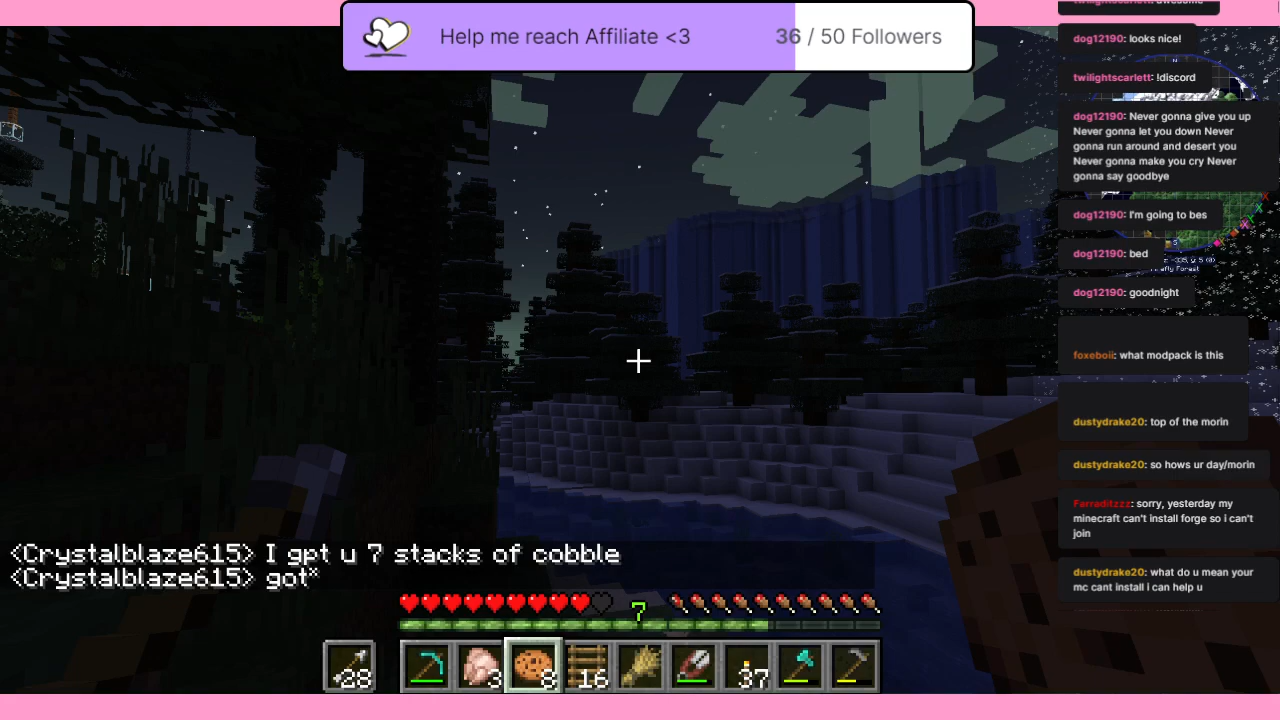 Help me reach Affiliate <3
36 / 50 Followers
dog12190: looks nice!
twilightscarlett: !discord
dog12190: Never gonna give you up
Never gonna let you down Never
gonna run around and desert you
Never gonna make you cry Never
gonna say goodbye
dog12190: I'm going to bes
dog12190: bed
dog12190: goodnight
foxeboii: what modpack is this
dustydrake20: top of the morin
dustydrake20: so hows ur day/morin
Farraditzzz: sorry, yesterday my
minecraft can't install forge so i can't
join
dustydrake20: what do u mean your
mc cant install i can help u
<Crystalblaze615> I gpt u 7 stacks of cobble
<Crystalblaze615> got*
7
28
3
8
16
37